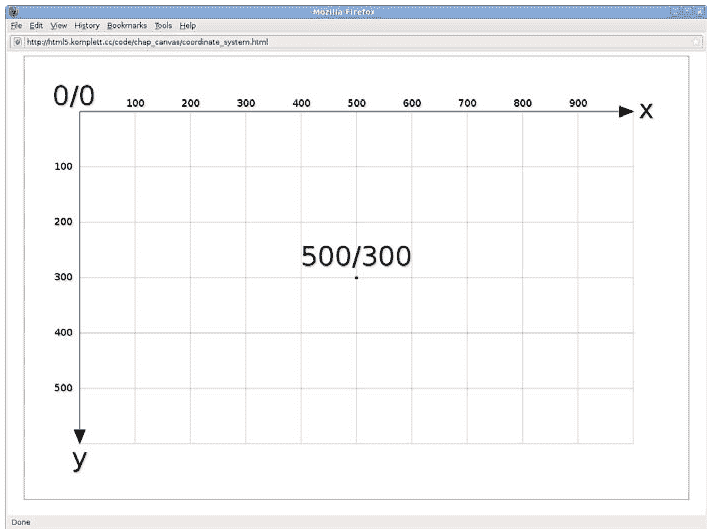 Mozilla Firefox
File Edit View History Bookmarks Tools Help
http://html5.komplett.cc/code/chap_canvas/coordinate_system.html
0/0
100 200 300 400 500 600 700 800 900
x
100
200
500/300
300
400
500
y
Done